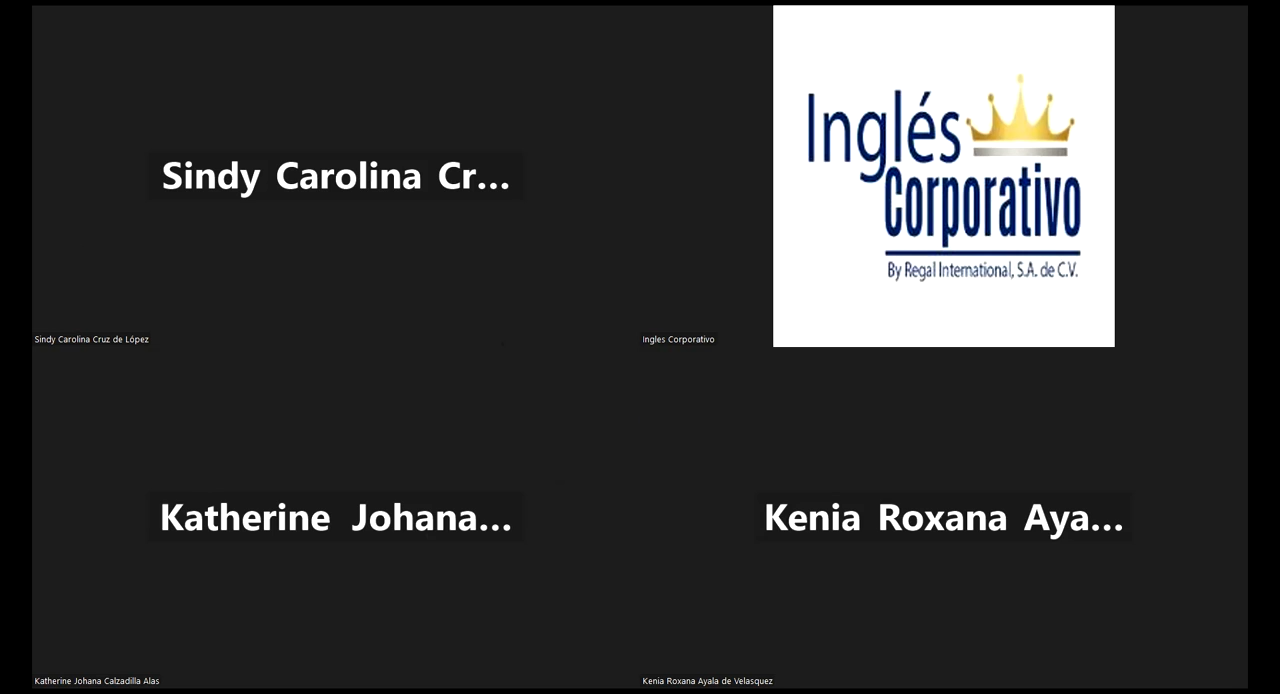 Sindy Carolina Cr...
Sindy Carolina Cruz de López
Inglés
Corporativo
By Regal International, S.A. de C.V.
Ingles Corporativo
Katherine Johana...
Katherine Johana Calzadilla Alas
Kenia Roxana Aya...
Kenia Roxana Ayala de Velasquez